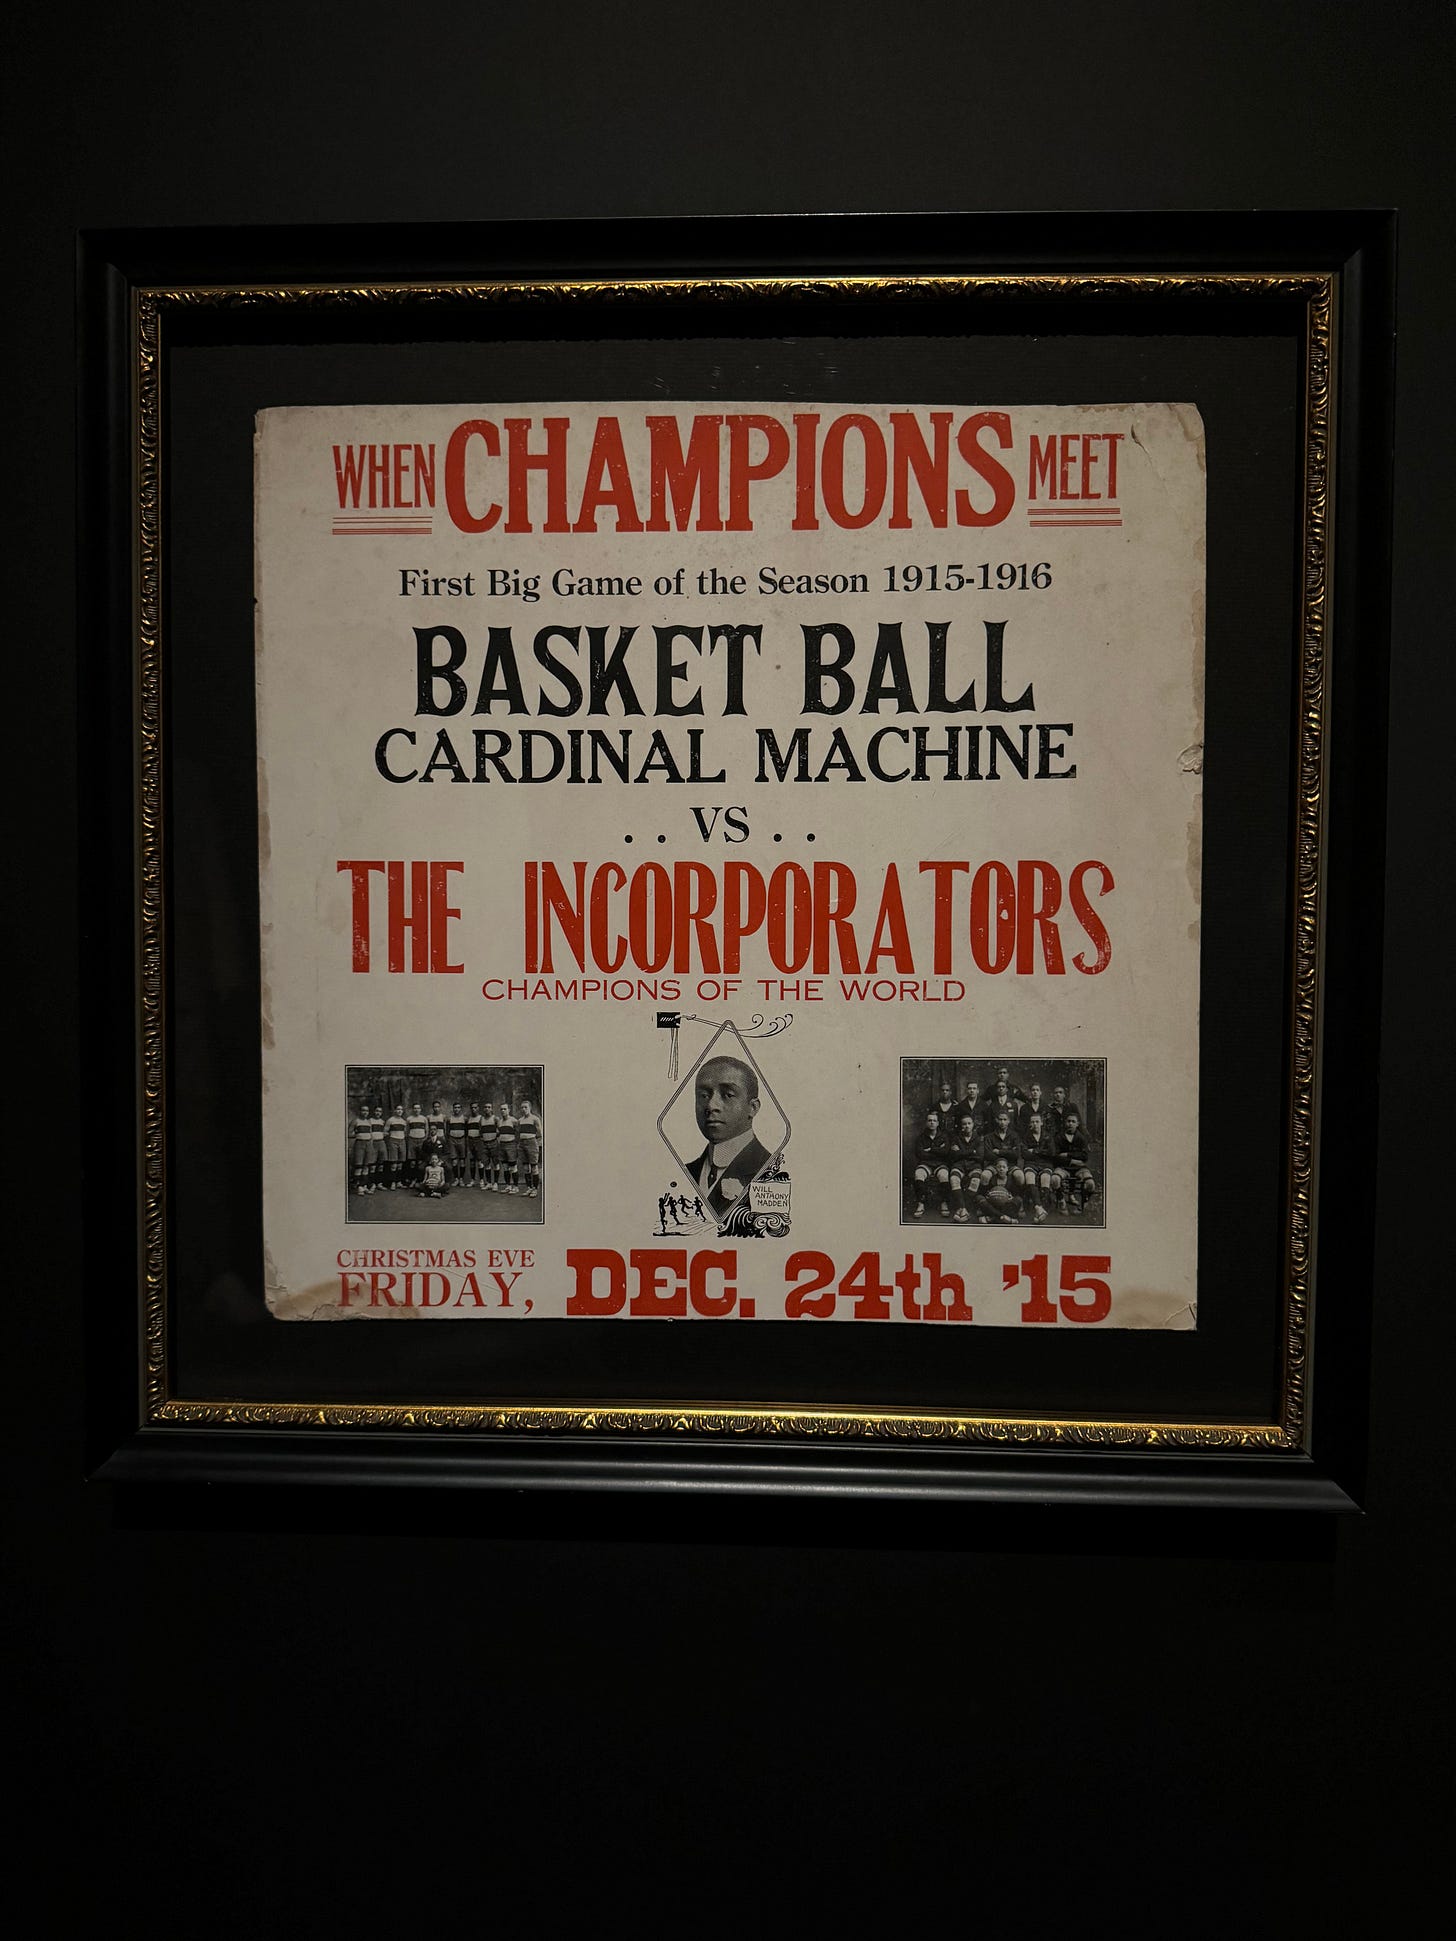 WHEN CHAMPIONS MEET
First Big Game of the Season 1915-1916
BASKET BALL
CARDINAL MACHINE
. . VS . .
THE INCORPORATORS
CHAMPIONS OF THE WORLD
WILL
ANTHONY
MADDEN
CHRISTMAS EVE
FRIDAY, DEC. 24th '15